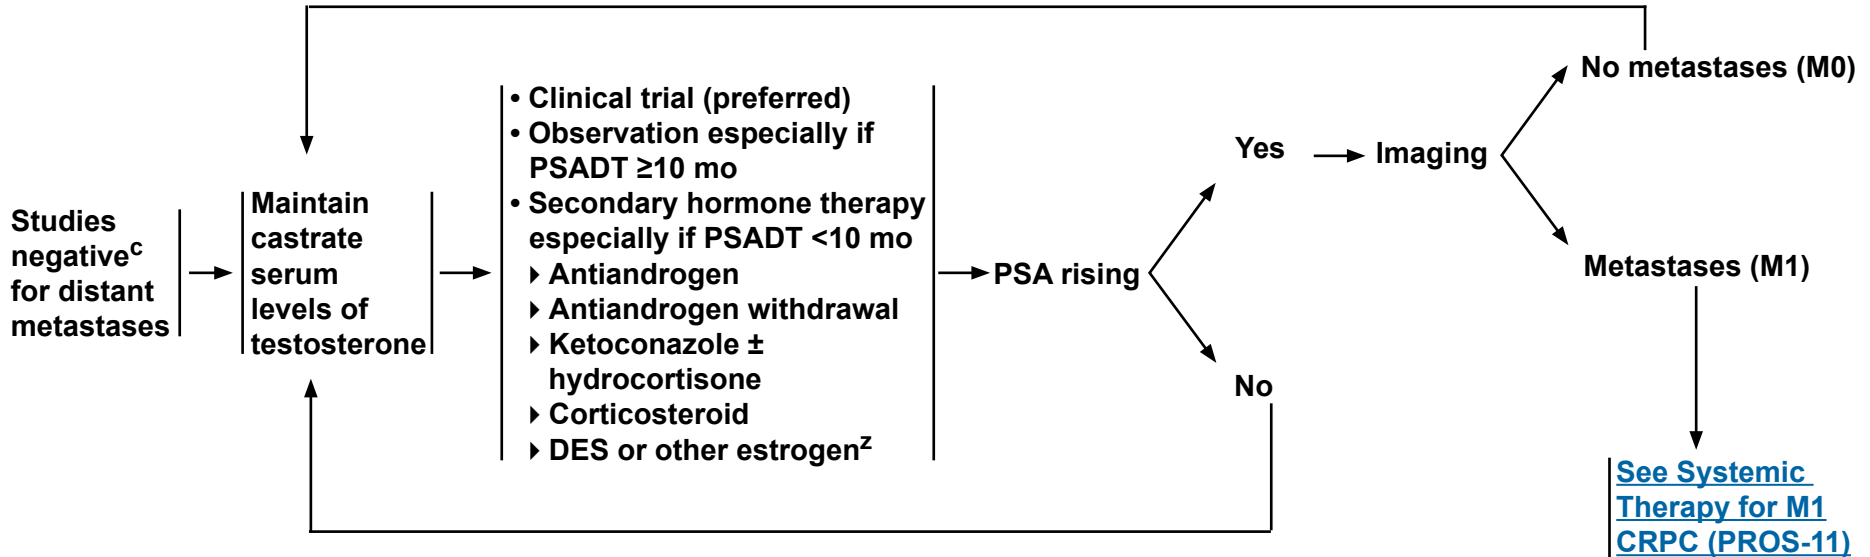 Studies
negativeᶜ
for distant
metastases
Maintain
castrate
serum
levels of
testosterone
• Clinical trial (preferred)
• Observation especially if
PSADT ≥10 mo
• Secondary hormone therapy
especially if PSADT <10 mo
▸ Antiandrogen
▸ Antiandrogen withdrawal
▸ Ketoconazole ±
hydrocortisone
▸ Corticosteroid
▸ DES or other estrogenᶻ
PSA rising
Yes
Imaging
No metastases (M0)
Metastases (M1)
See Systemic
Therapy for M1
CRPC (PROS-11)
No